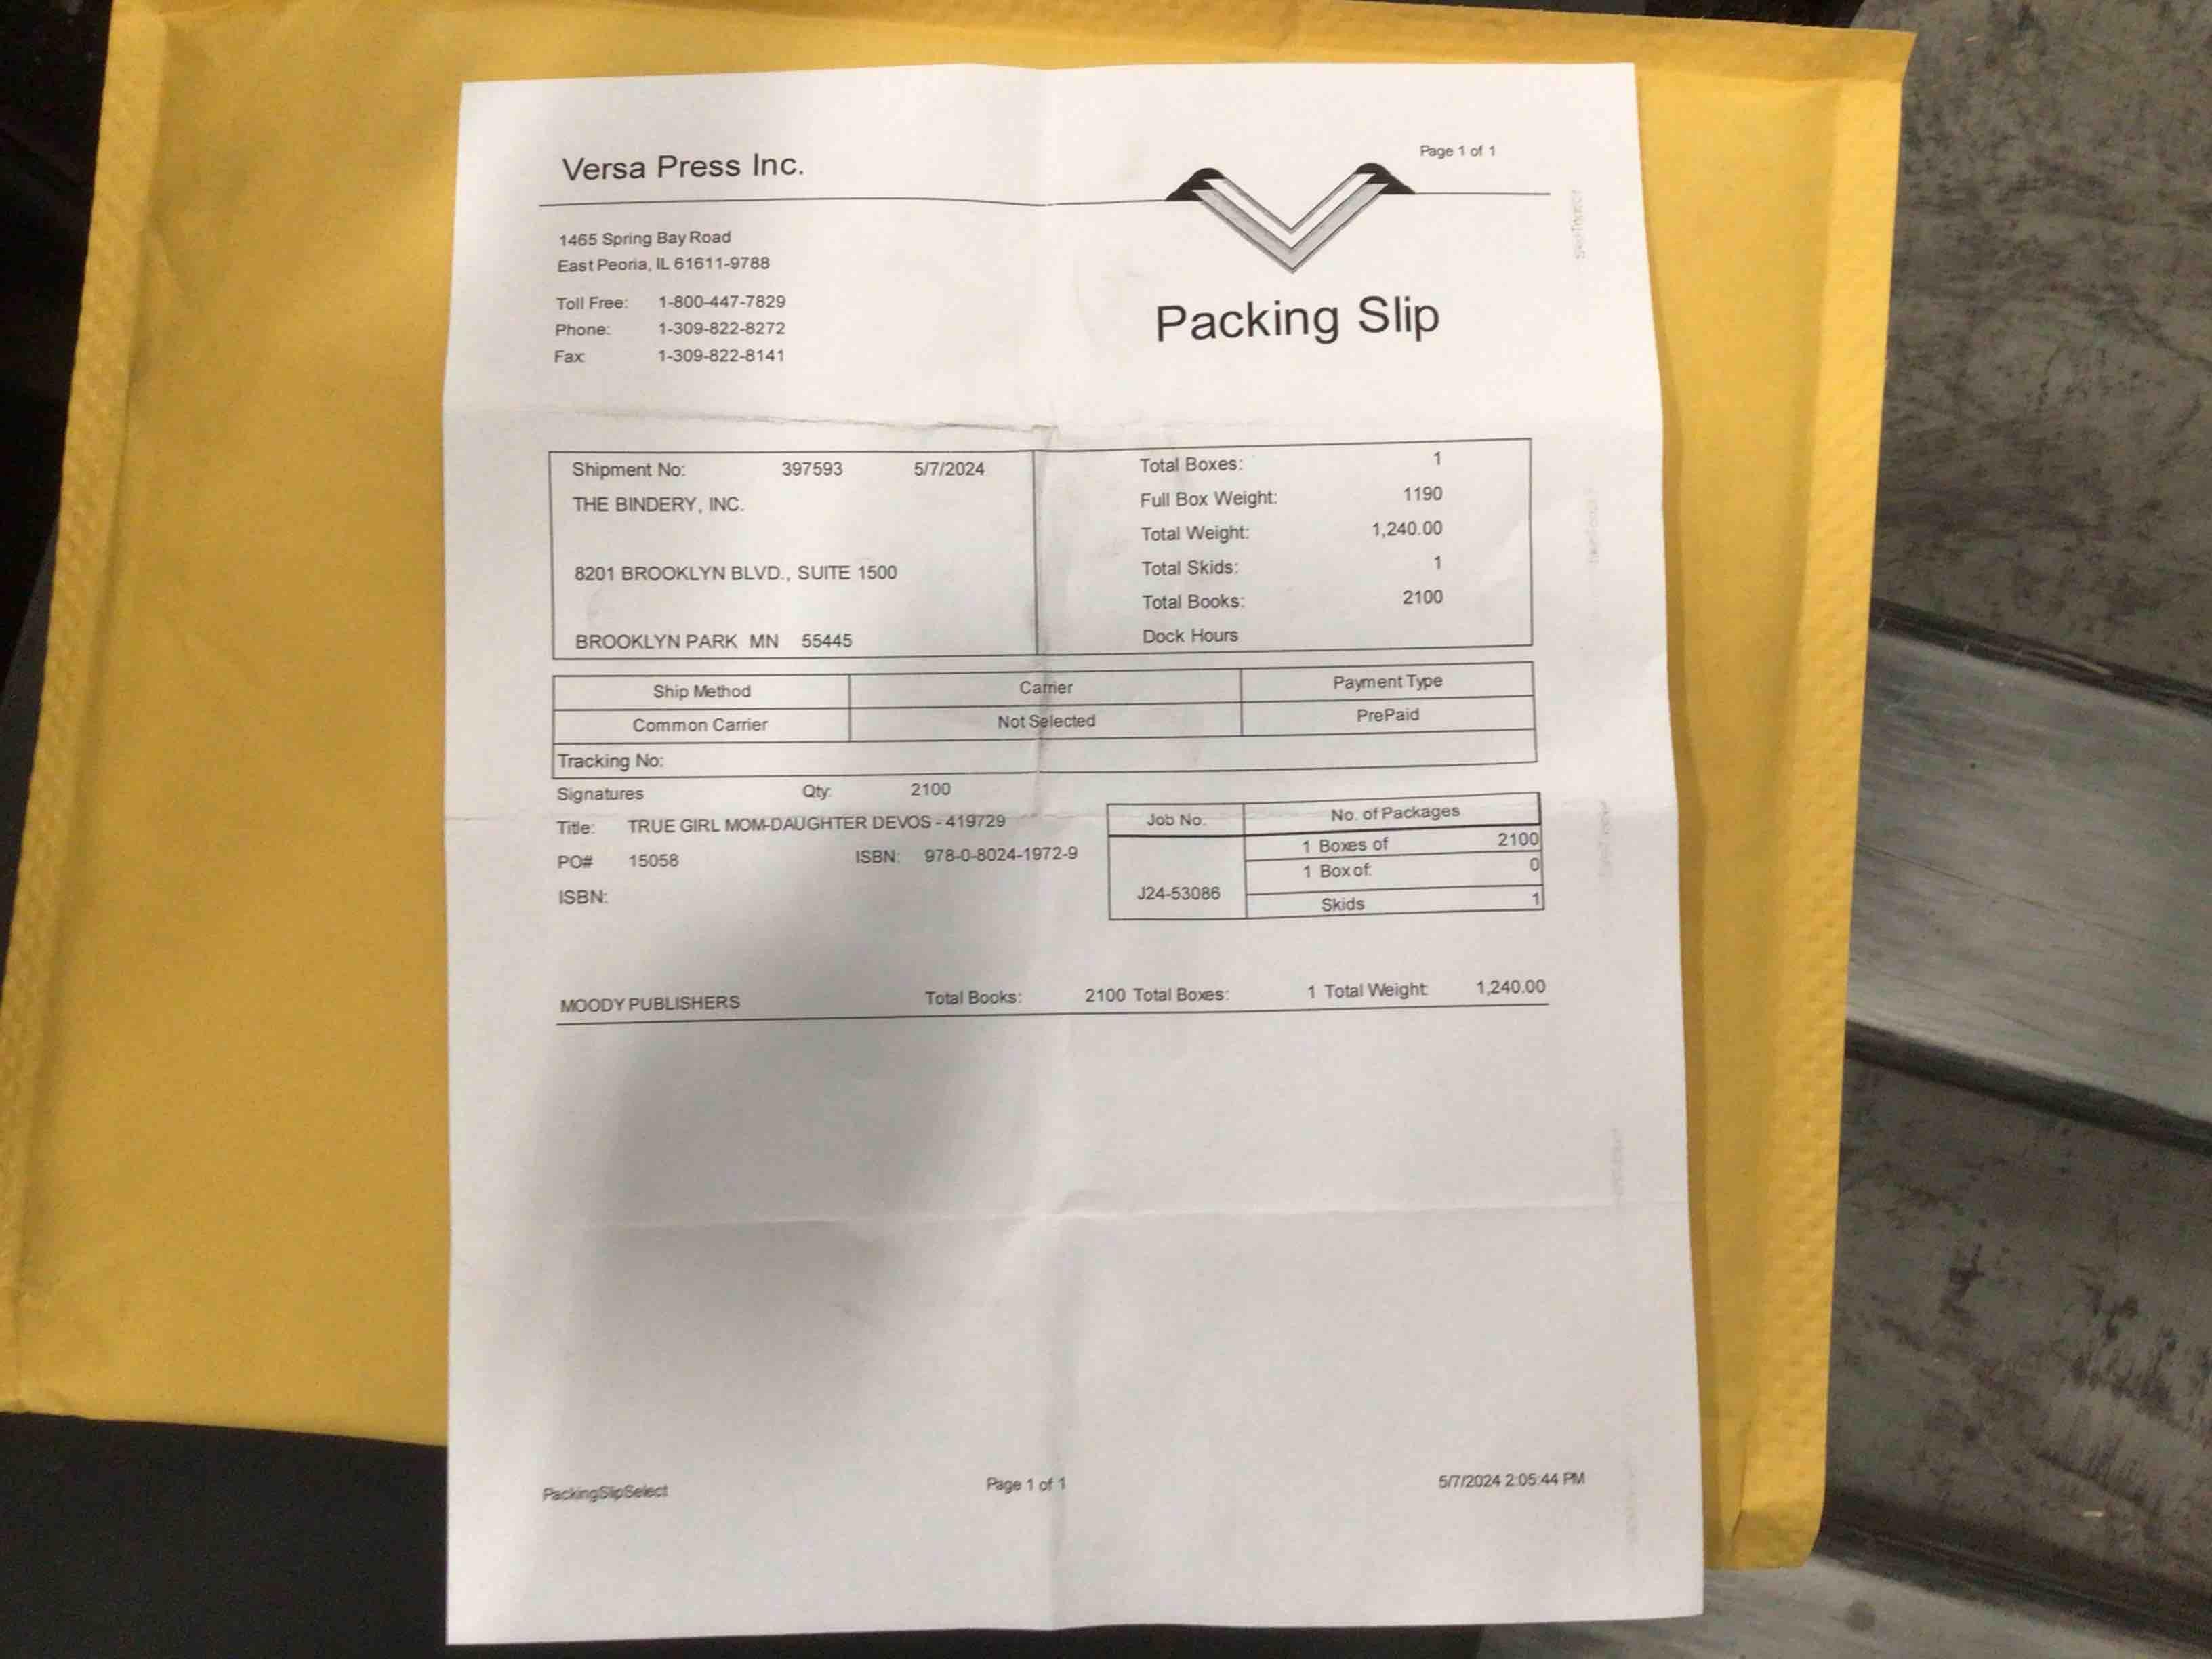 Page 1 of 1
Versa Press Inc.
1465 Spring Bay Road
East Peoria, IL 61611-9788
Toll Free: 1-800-447-7829
Phone: 1-309-822-8272
Fax: 1-309-822-8141
Packing Slip
Shipment No: 397593 5/7/2024
THE BINDERY, INC.
8201 BROOKLYN BLVD., SUITE 1500
BROOKLYN PARK MN 55445
Total Boxes: 1
Full Box Weight: 1190
Total Weight: 1,240.00
Total Skids: 1
Total Books: 2100
Dock Hours
Ship Method Carrier Payment Type
Common Carrier Not Selected PrePaid
Tracking No:
Signatures Qty: 2100
Title: TRUE GIRL MOM-DAUGHTER DEVOS - 419729
PO# 15058 ISBN: 978-0-8024-1972-9
ISBN:
Job No. No. of Packages
1 Boxes of 2100
1 Box of: 0
J24-53086
Skids 1
MOODY PUBLISHERS Total Books: 2100 Total Boxes: 1 Total Weight: 1,240.00
PackingSlipSelect Page 1 of 1 5/7/2024 2:05:44 PM